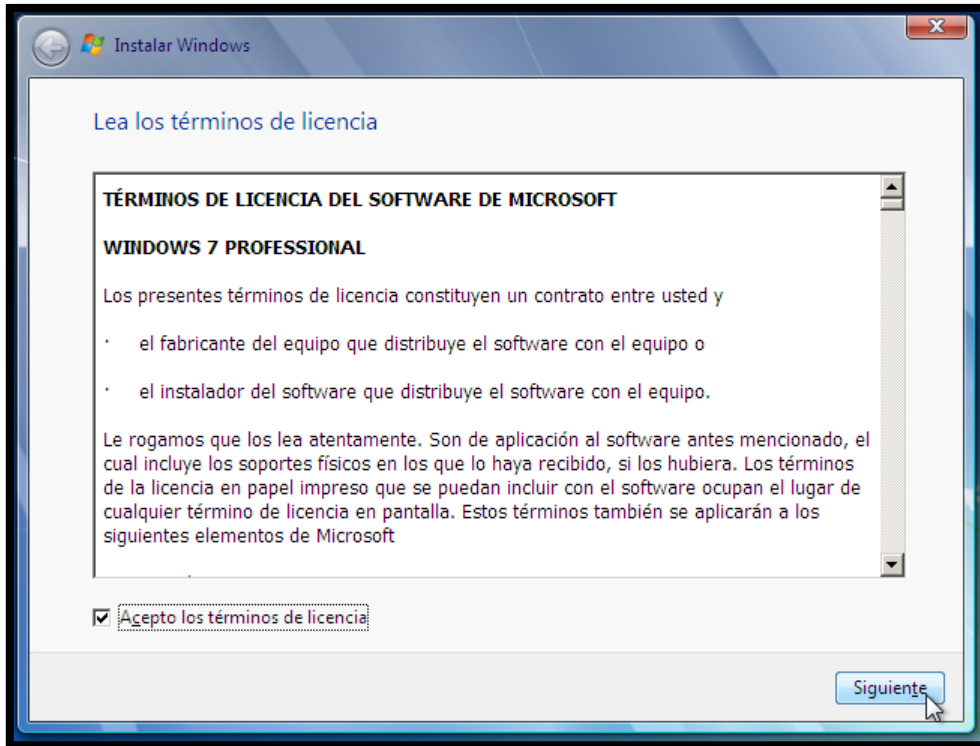 Instalar Windows
Lea los términos de licencia
TÉRMINOS DE LICENCIA DEL SOFTWARE DE MICROSOFT
WINDOWS 7 PROFESSIONAL
Los presentes términos de licencia constituyen un contrato entre usted y
· el fabricante del equipo que distribuye el software con el equipo o
· el instalador del software que distribuye el software con el equipo.
Le rogamos que los lea atentamente. Son de aplicación al software antes mencionado, el
cual incluye los soportes físicos en los que lo haya recibido, si los hubiera. Los términos
de la licencia en papel impreso que se puedan incluir con el software ocupan el lugar de
cualquier término de licencia en pantalla. Estos términos también se aplicarán a los
siguientes elementos de Microsoft
Acepto los términos de licencia
Siguiente